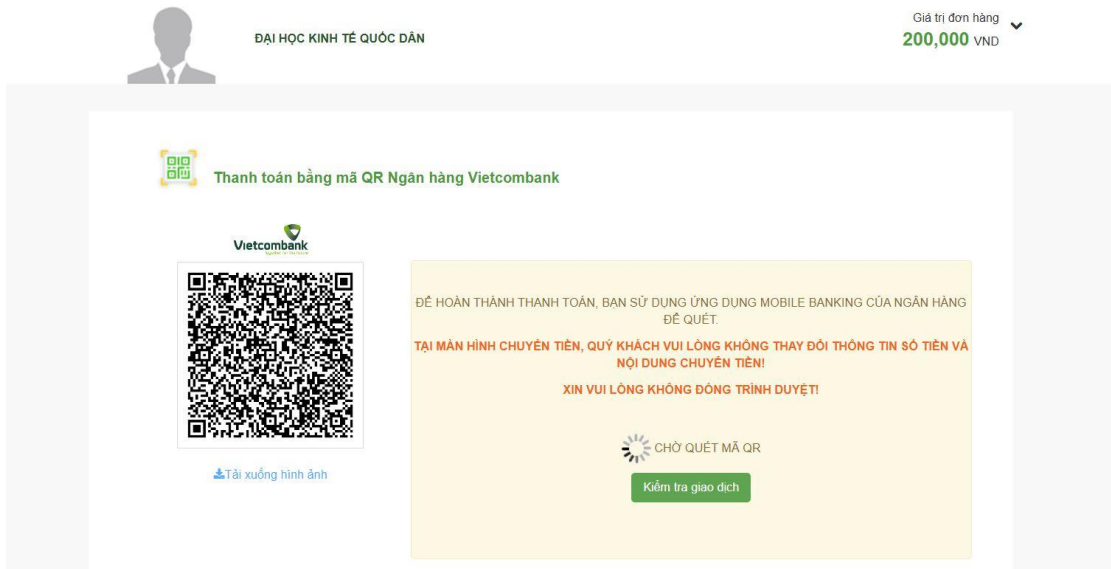 Giá trị đơn hàng
ĐẠI HỌC KINH TẾ QUỐC DÂN
200,000 VND
Thanh toán bằng mã QR Ngân hàng Vietcombank
Vietcombank
ĐỂ HOÀN THÀNH THANH TOÁN, BẠN SỬ DỤNG ỨNG DỤNG MOBILE BANKING CỦA NGÂN HÀNG
ĐỂ QUÉT.
TẠI MÀN HÌNH CHUYỂN TIỀN, QUÝ KHÁCH VUI LÒNG KHÔNG THAY ĐỔI THÔNG TIN SỐ TIỀN VÀ
NỘI DUNG CHUYỂN TIỀN!
XIN VUI LÒNG KHÔNG ĐÓNG TRÌNH DUYỆT!
CHỜ QUÉT MÃ QR
Tải xuống hình ảnh
Kiểm tra giao dịch